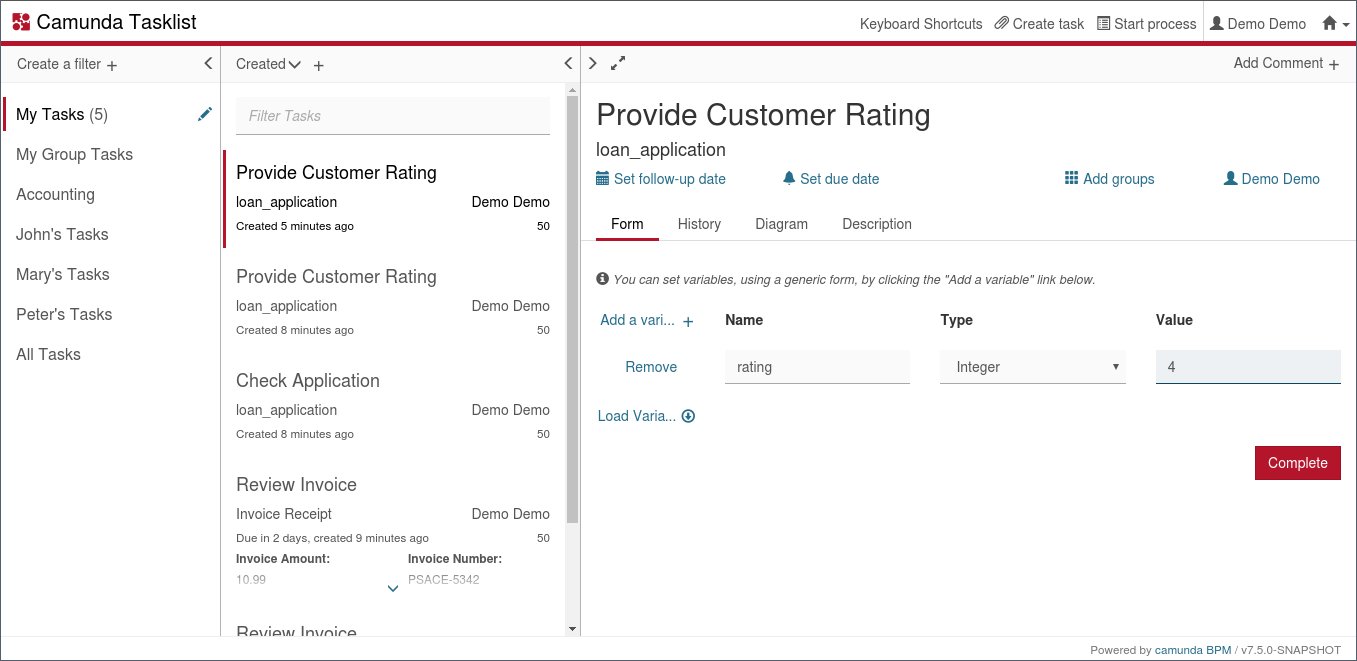 Camunda Tasklist
Keyboard Shortcuts Create task Start process Demo Demo
Create a filter +
My Tasks (5)
My Group Tasks
Accounting
John's Tasks
Mary's Tasks
Peter's Tasks
All Tasks
Created +
Filter Tasks
Provide Customer Rating
loan_application Demo Demo
Created 5 minutes ago 50
Provide Customer Rating
loan_application Demo Demo
Created 8 minutes ago 50
Check Application
loan_application Demo Demo
Created 8 minutes ago 50
Review Invoice
Invoice Receipt Demo Demo
Due in 2 days, created 9 minutes ago 50
Invoice Amount: Invoice Number:
10.99 PSACE-5342
Review Invoice
Add Comment +
Provide Customer Rating
loan_application
Set follow-up date Set due date Add groups Demo Demo
Form History Diagram Description
You can set variables, using a generic form, by clicking the "Add a variable" link below.
Add a vari... + Name Type Value
Remove rating Integer 4
Load Varia...
Complete
Powered by camunda BPM / v7.5.0-SNAPSHOT